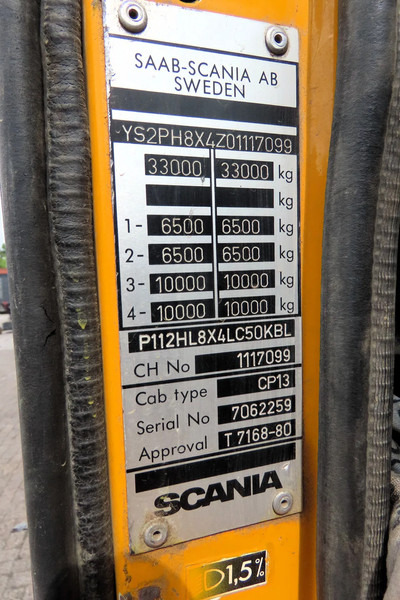 SAAB-SCANIA AB
SWEDEN
YS2PH8X4Z01117099
33000 33000 kg
kg
1- 6500 6500 kg
2- 6500 6500 kg
3- 10000 10000 kg
4- 10000 10000 kg
P112HL8X4LC50KBL
CH No 1117099
Cab type CP13
Serial No 7062259
Approval T 7168-80
SCANIA
D1,5%